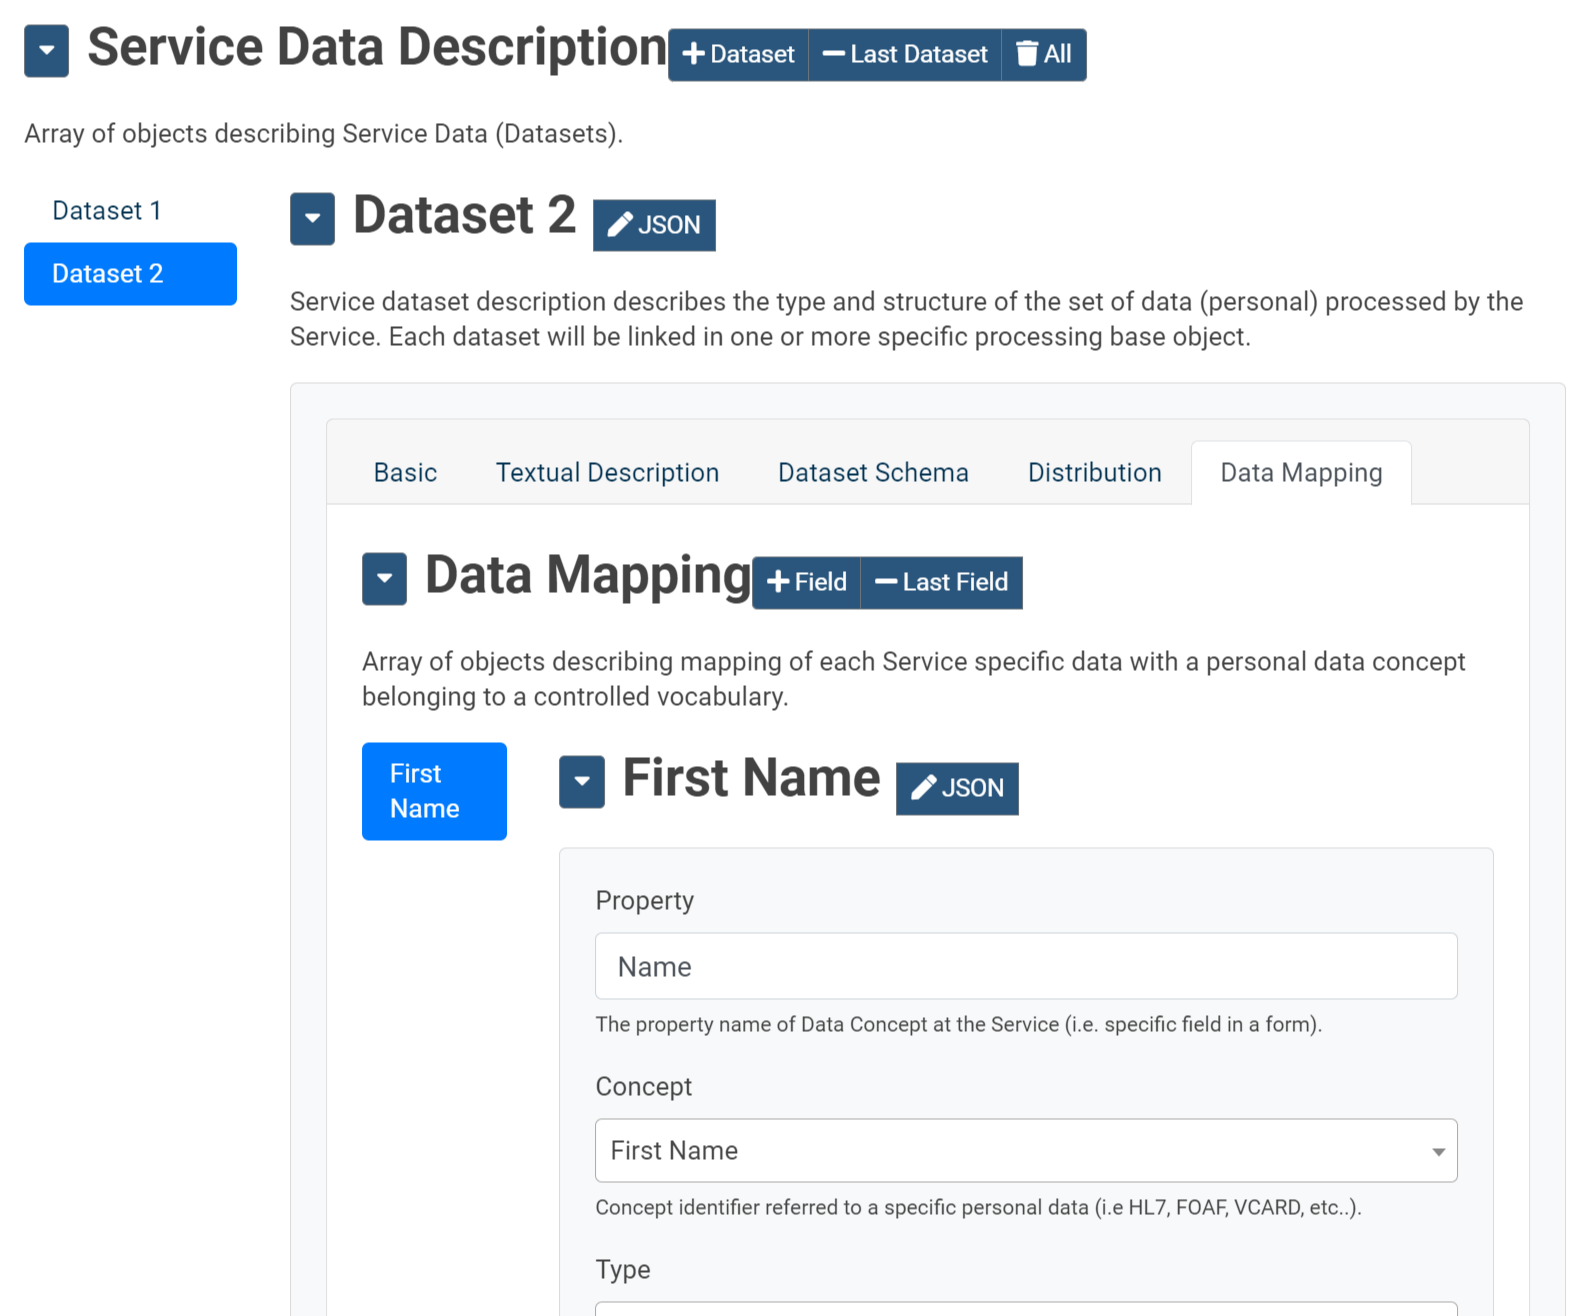 Service Data Description Dataset Last Dataset All
Array of objects describing Service Data (Datasets).
Dataset 1
Dataset 2
Dataset 2 JSON
Service dataset description describes the type and structure of the set of data (personal) processed by the
Service. Each dataset will be linked in one or more specific processing base object.
Basic Textual Description Dataset Schema Distribution Data Mapping
Data Mapping Field Last Field
Array of objects describing mapping of each Service specific data with a personal data concept
belonging to a controlled vocabulary.
First
Name
First Name JSON
Property
Name
The property name of Data Concept at the Service (i.e. specific field in a form).
Concept
First Name
Concept identifier referred to a specific personal data (i.e HL7, FOAF, VCARD, etc..).
Type